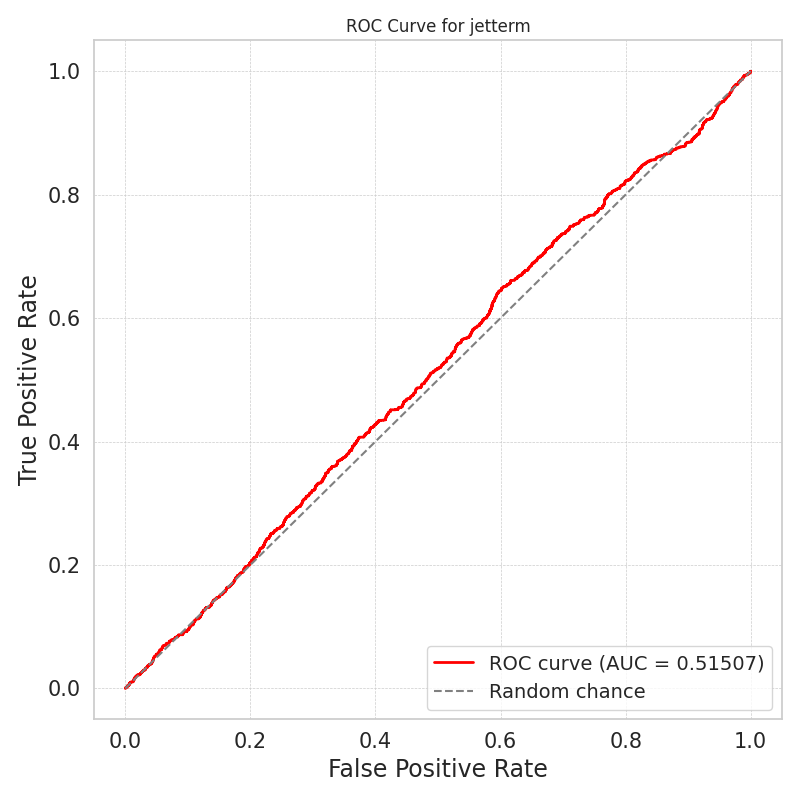 ROC Curve for jetterm
1.0
0.8
0.6
0.4
0.2
0.0
True Positive Rate
ROC curve (AUC = 0.51507)
Random chance
0.0 0.2 0.4 0.6 0.8 1.0
False Positive Rate